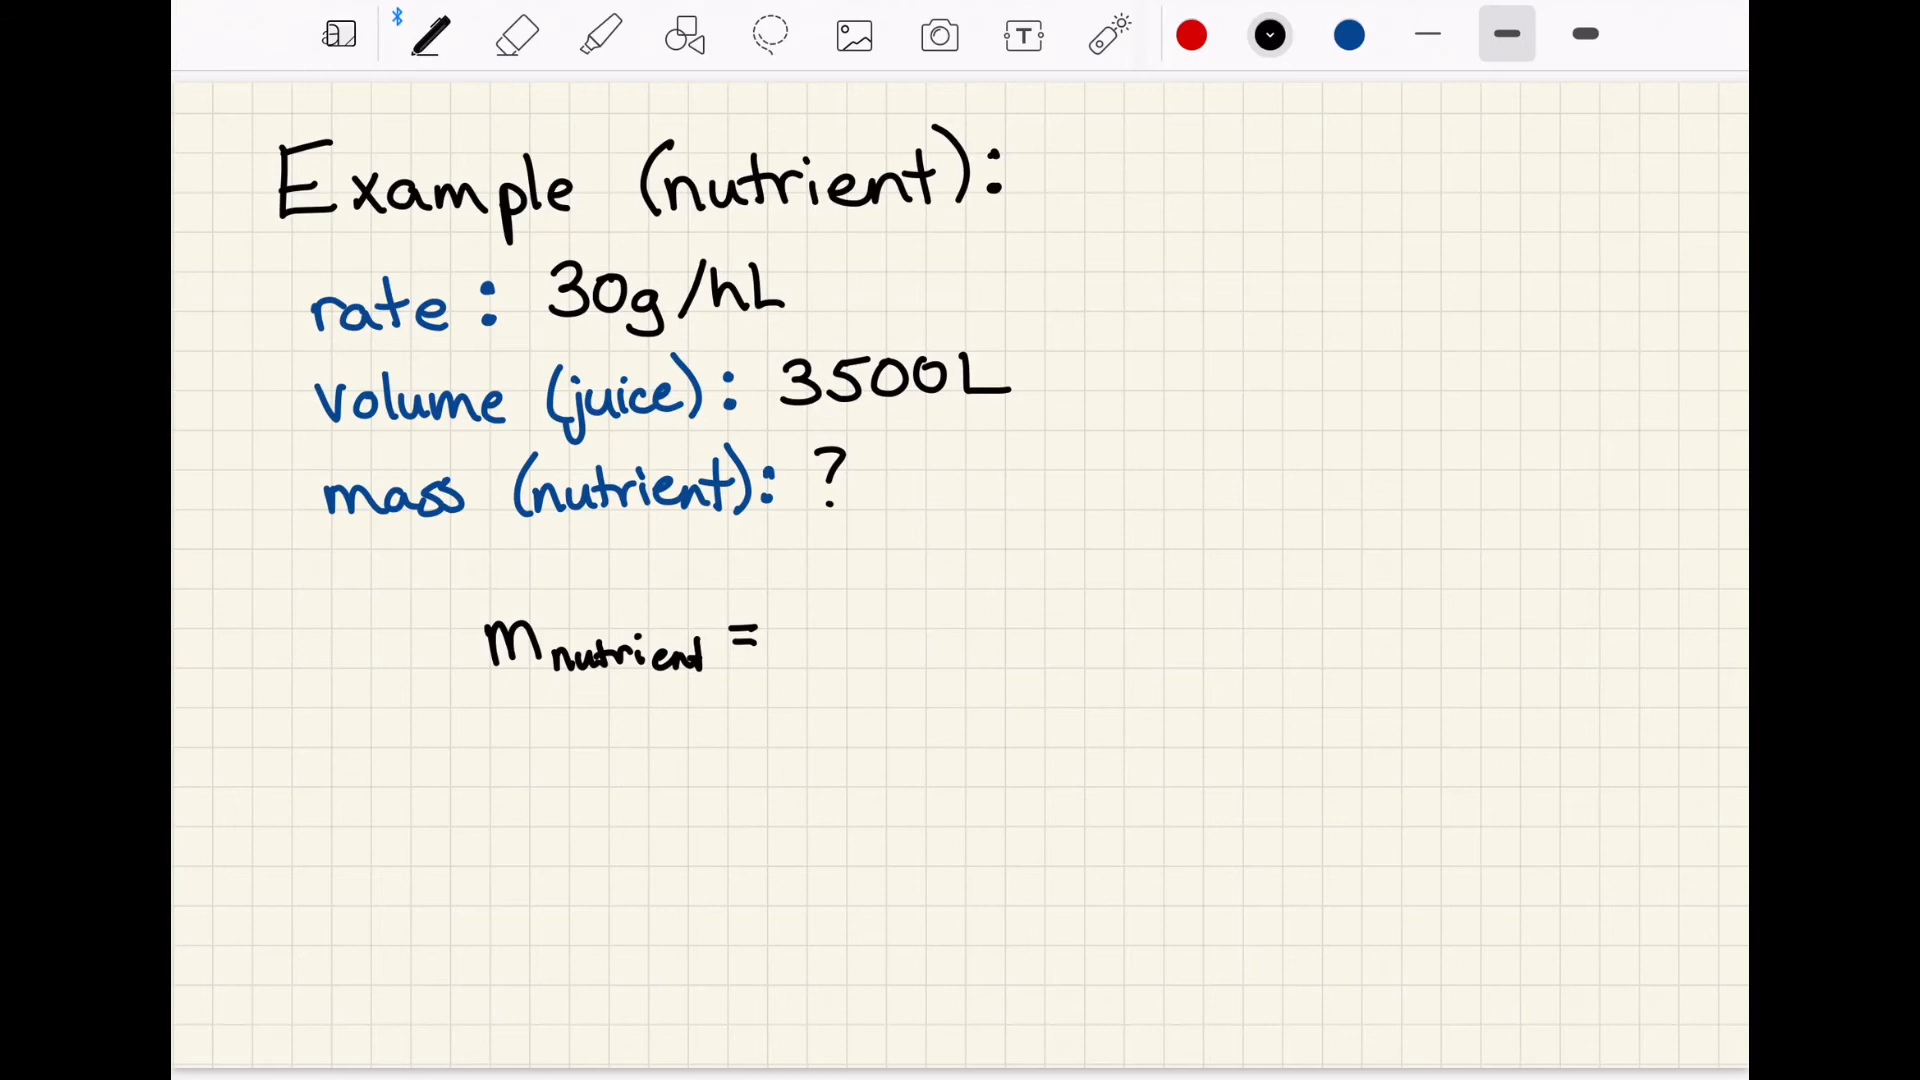 Example (nutrient):
rate: 30g/hL
volume (juice): 3500L
mass (nutrient): ?
m nutrient =